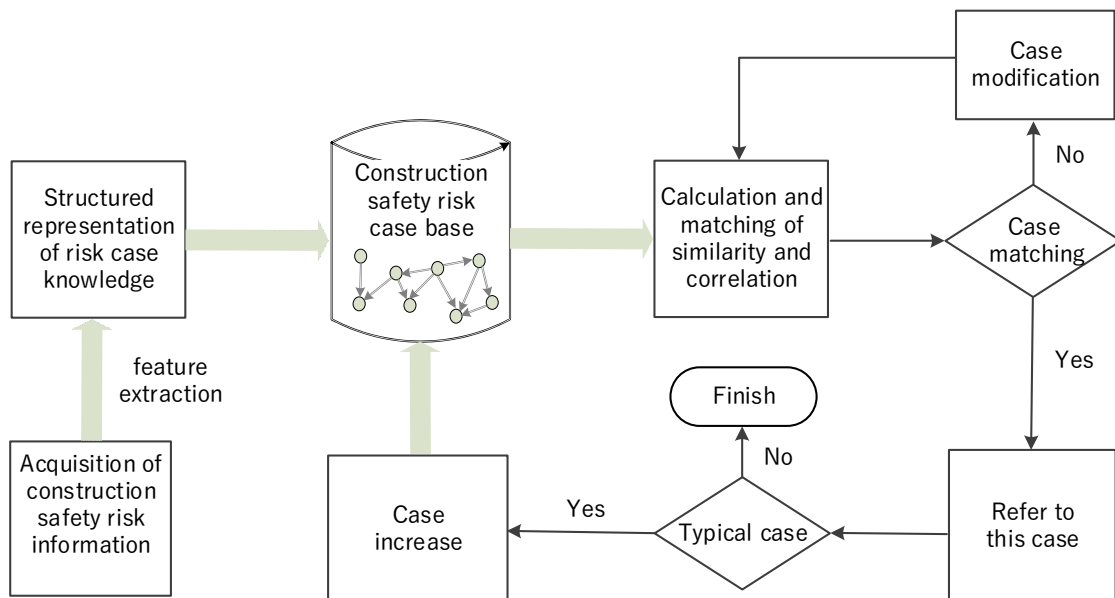 Case
modification
No
Structured
representation
of risk case
knowledge
Construction
safety risk
case base
Calculation and
matching of
similarity and
correlation
Case
matching
feature
extraction
Yes
Finish
No
Acquisition of
construction
safety risk
information
Case
increase
Yes
Typical case
Refer to
this case